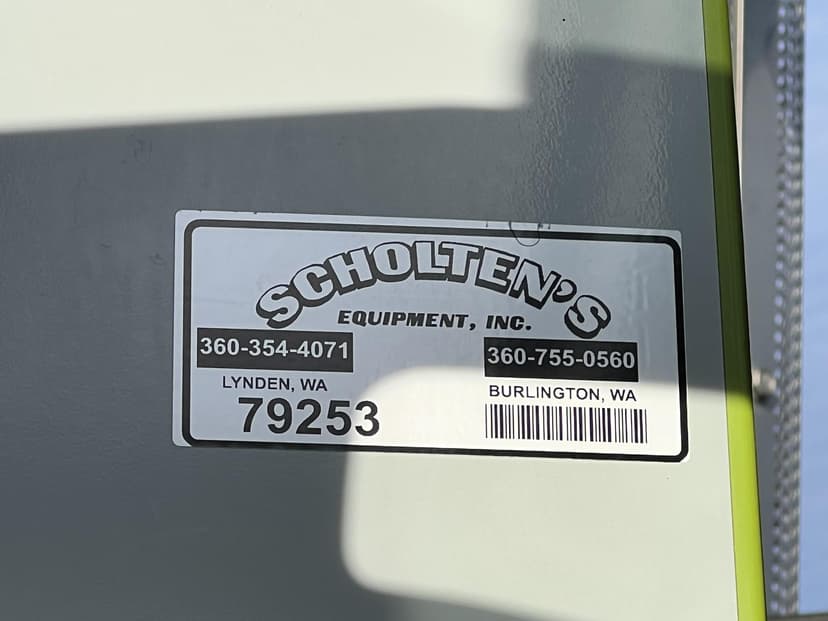 SCHOLTEN'S
EQUIPMENT, INC.
360-354-4071
LYNDEN, WA
79253
360-755-0560
BURLINGTON, WA